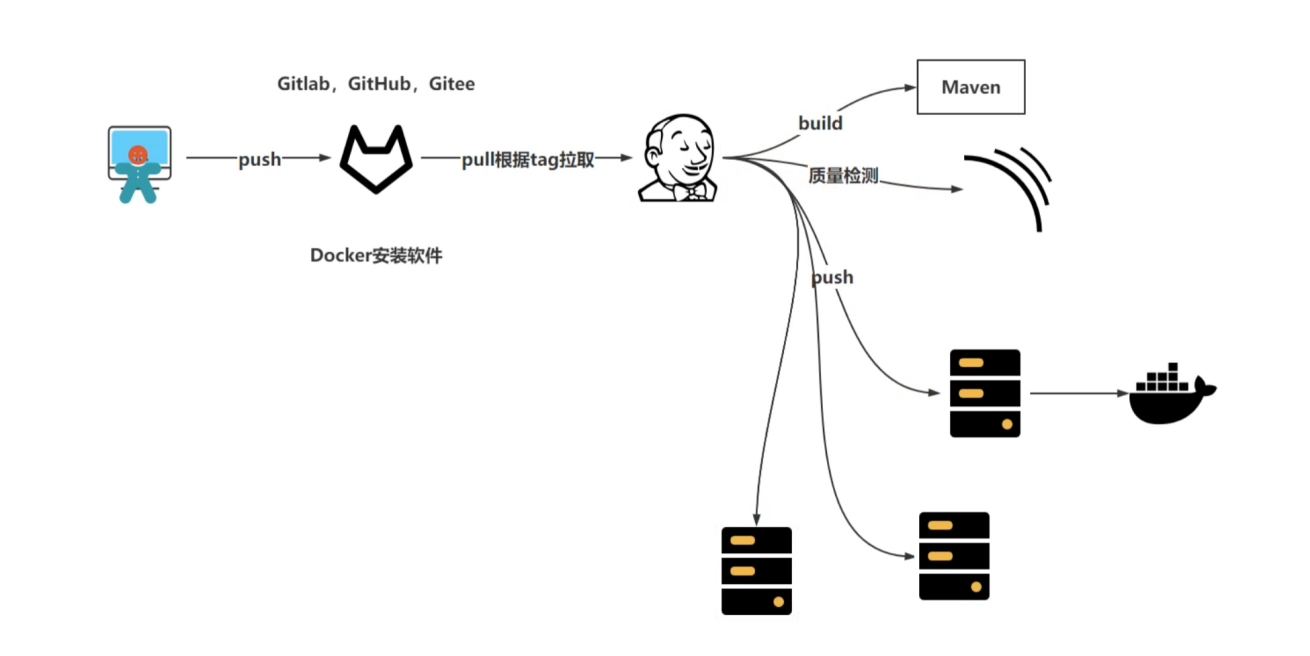 Gitlab，GitHub，Gitee
push
pull根据tag拉取
Docker安装软件
build
Maven
质量检测
push